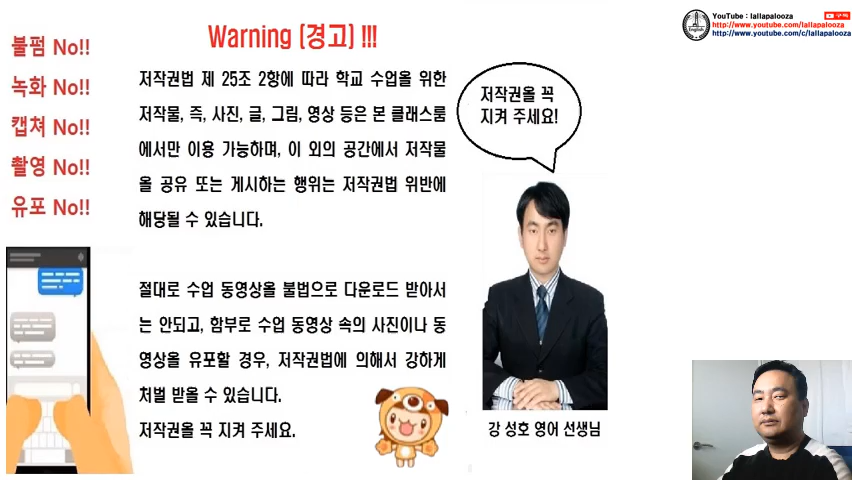 Warning (경고) !!!
불펌 No!!
녹화 No!!
캡쳐 No!!
촬영 No!!
유포 No!!
저작권법 제 25조 2항에 따라 학교 수업을 위한
저작물, 즉, 사진, 글, 그림, 영상 등은 본 클래스룸
에서만 이용 가능하며, 이 외의 공간에서 저작물
을 공유 또는 게시하는 행위는 저작권법 위반에
해당될 수 있습니다.
절대로 수업 동영상을 불법으로 다운로드 받아서
는 안되고, 함부로 수업 동영상 속의 사진이나 동
영상을 유포할 경우, 저작권법에 의해서 강하게
처벌 받을 수 있습니다.
저작권을 꼭 지켜 주세요.
저작권을 꼭
지켜 주세요!
강 성호 영어 선생님
English
YouTube : lallapalooza
구독
http://www.youtube.com/lallapalooza
https://www.youtube.com/c/lallapalooza